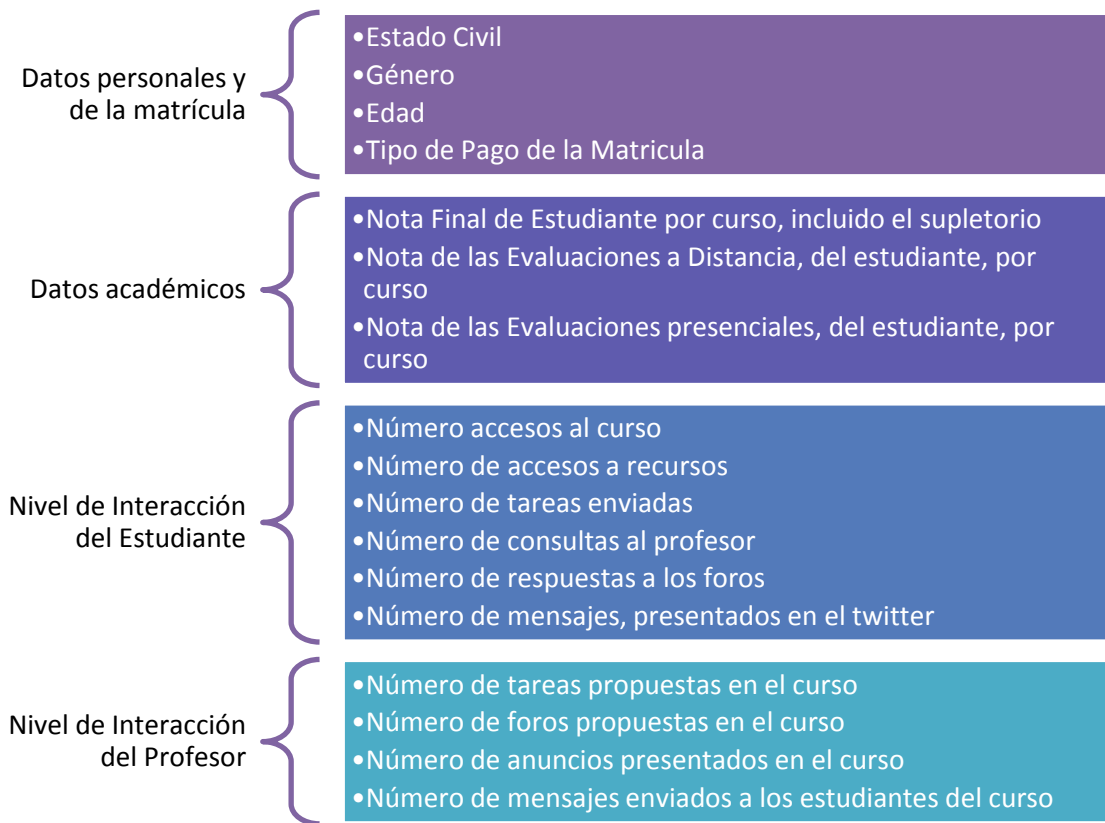 Datos personales y
de la matrícula
•Estado Civil
•Género
•Edad
•Tipo de Pago de la Matricula
Datos académicos
•Nota Final de Estudiante por curso, incluido el supletorio
•Nota de las Evaluaciones a Distancia, del estudiante, por
curso
•Nota de las Evaluaciones presenciales, del estudiante, por
curso
Nivel de Interacción
del Estudiante
•Número accesos al curso
•Número de accesos a recursos
•Número de tareas enviadas
•Número de consultas al profesor
•Número de respuestas a los foros
•Número de mensajes, presentados en el twitter
Nivel de Interacción
del Profesor
•Número de tareas propuestas en el curso
•Número de foros propuestas en el curso
•Número de anuncios presentados en el curso
•Número de mensajes enviados a los estudiantes del curso